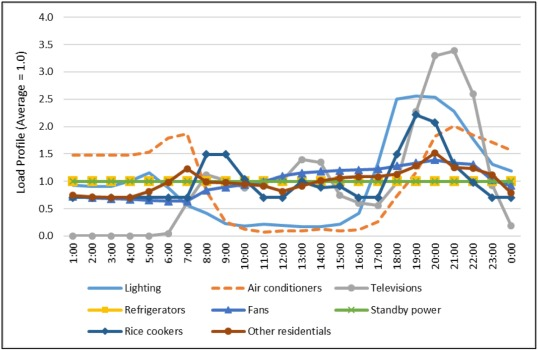 Load Profile (Average = 1.0)
4.0
3.5
3.0
2.5
2.0
1.5
1.0
0.5
0.0
1:00 2:00 3:00 4:00 5:00 6:00 7:00 8:00 9:00 10:00 11:00 12:00 13:00 14:00 15:00 16:00 17:00 18:00 19:00 20:00 21:00 22:00 23:00 0:00
Lighting Air conditioners Televisions
Refrigerators Fans Standby power
Rice cookers Other residentials